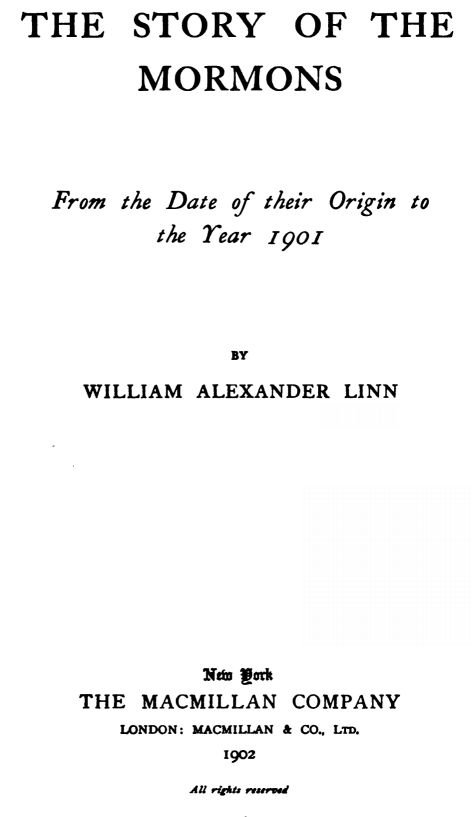 THE STORY OF THE
MORMONS
From the Date of their Origin to
the Year 1901
BY
WILLIAM ALEXANDER LINN
New York
THE MACMILLAN COMPANY
LONDON: MACMILLAN & CO., LTD.
1902
All rights reserved